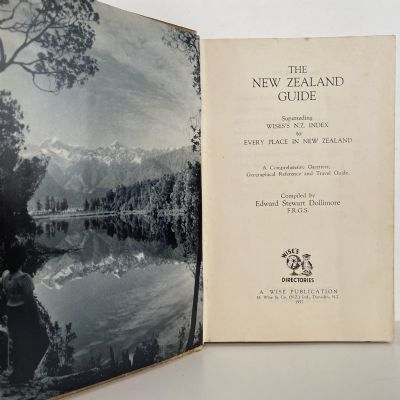 THE
NEW ZEALAND
GUIDE
Superseding
WISES'S N.Z. INDEX
to
EVERY PLACE IN NEW ZEALAND
A Comprehensive Gazetteer,
Geographical Reference and Travel Guide.
Compiled by
Edward Stewart Dollimore
F.R.G.S.
WISE'S
DIRECTORIES
A WISE PUBLICATION
H. Wise & Co. (N.Z.) Ltd., Dunedin, N.Z.